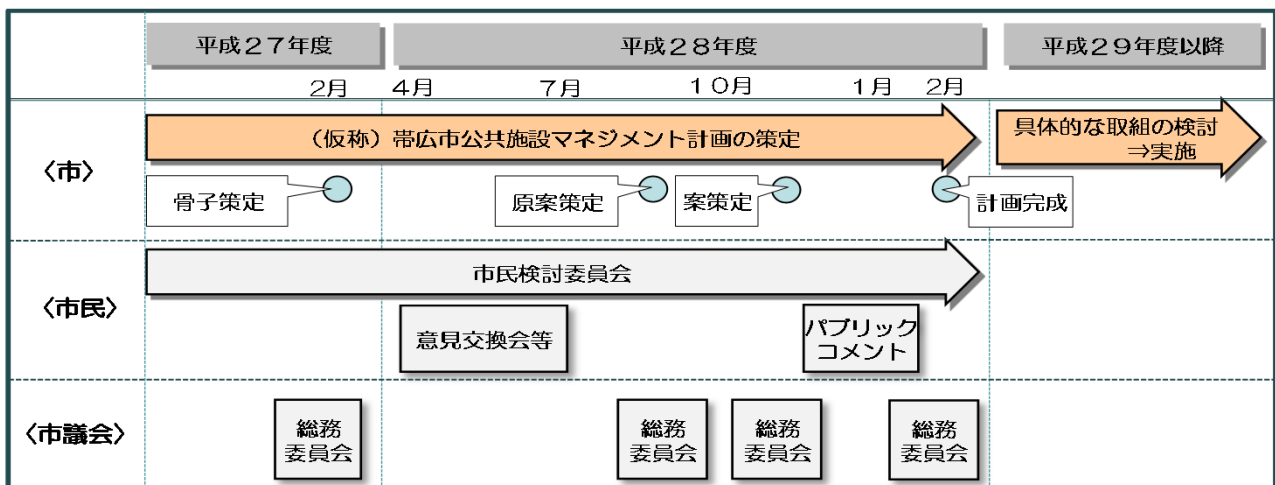 平成２７年度
平成２８年度
平成２９年度以降
２月
４月
７月
１０月
１月
２月
〈市〉
（仮称）帯広市公共施設マネジメント計画の策定
具体的な取組の検討
⇒実施
骨子策定
原案策定
案策定
計画完成
〈市民〉
市民検討委員会
意見交換会等
パブリック
コメント
〈市議会〉
総務
委員会
総務
委員会
総務
委員会
総務
委員会